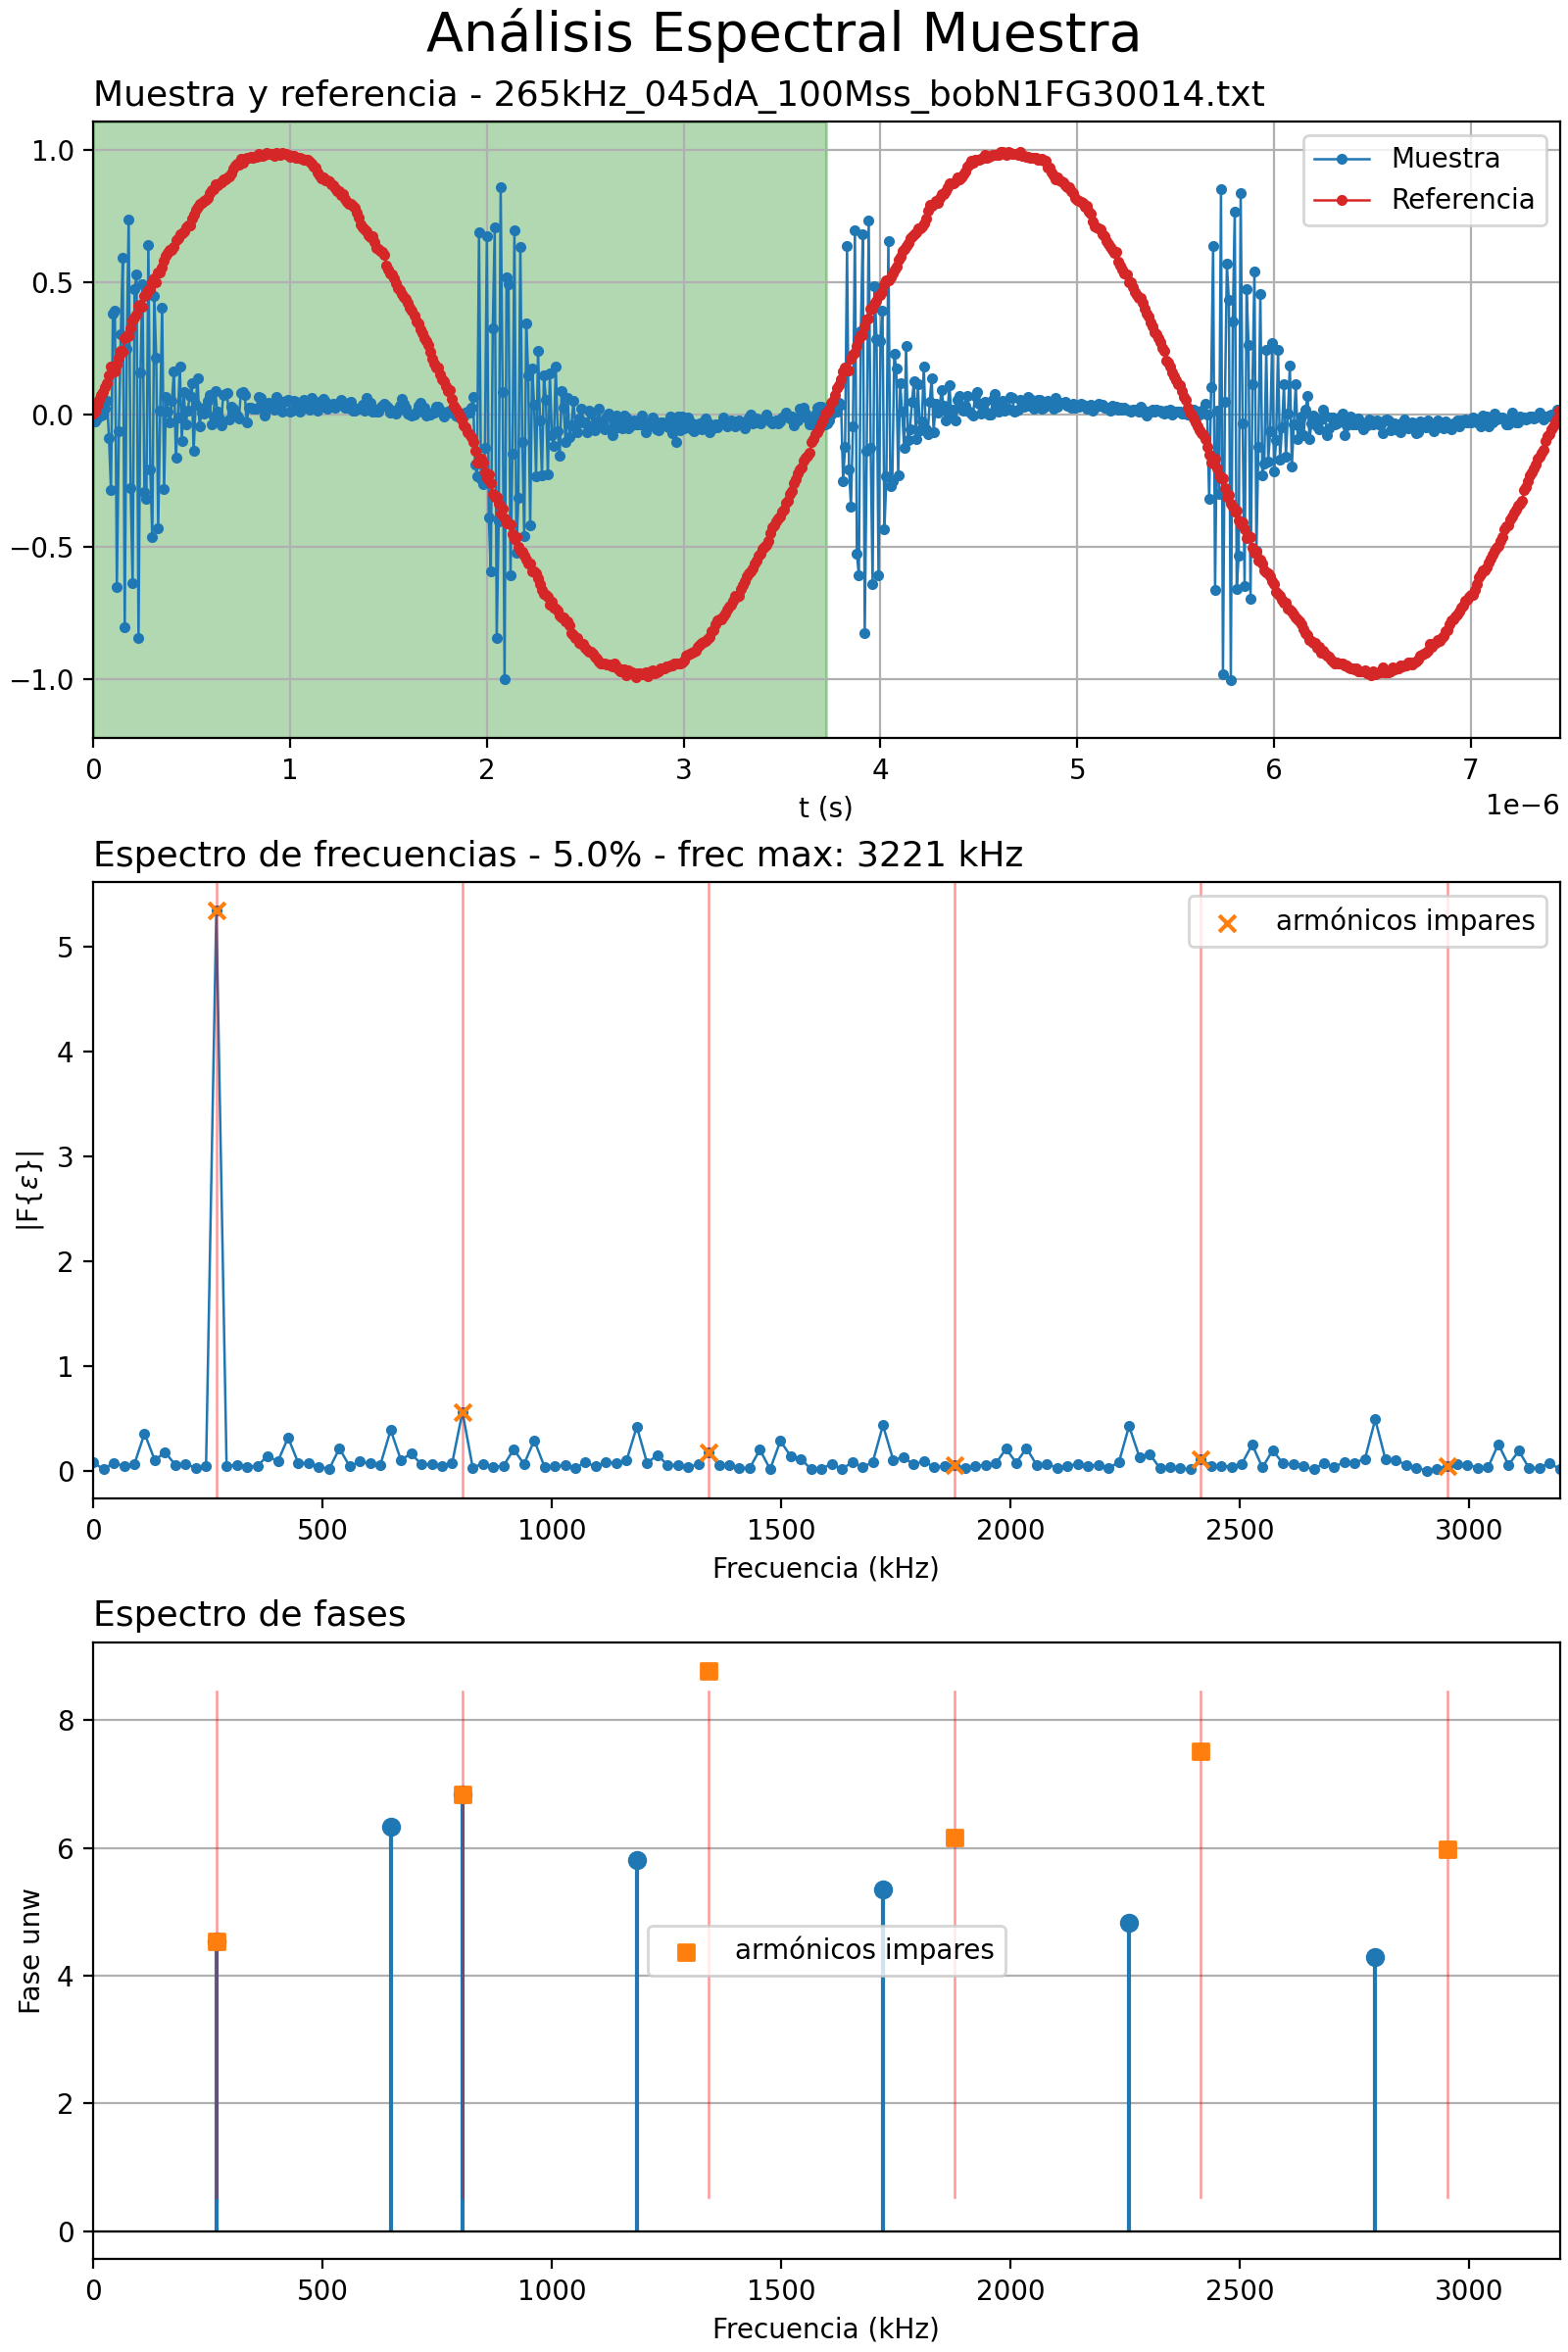 Análisis Espectral Muestra
Muestra y referencia - 265kHz_045dA_100Mss_bobN1FG30014.txt
Muestra
Referencia
1.0
0.5
0.0
−0.5
−1.0
0 1 2 3 4 5 6 7
t (s)
1e−6
Espectro de frecuencias - 5.0% - frec max: 3221 kHz
armónicos impares
|F{ε}|
5
4
3
2
1
0
0 500 1000 1500 2000 2500 3000
Frecuencia (kHz)
Espectro de fases
armónicos impares
Fase unw
8
6
4
2
0
0 500 1000 1500 2000 2500 3000
Frecuencia (kHz)